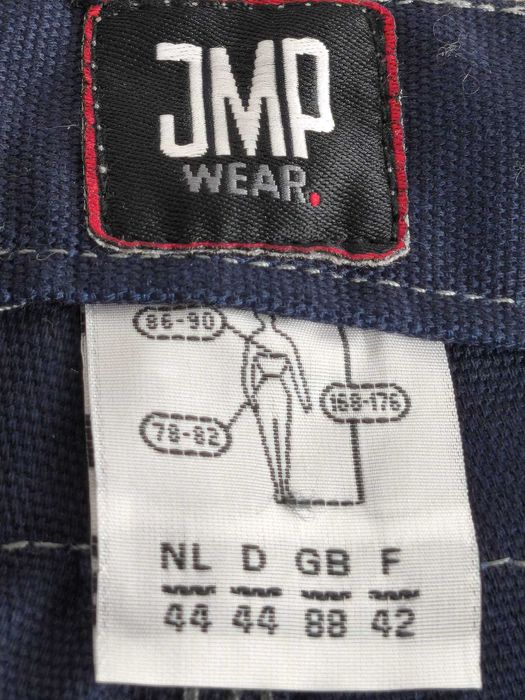 JMP
WEAR.
86-90
168-176
78-82
NL D GB F
44 44 88 42